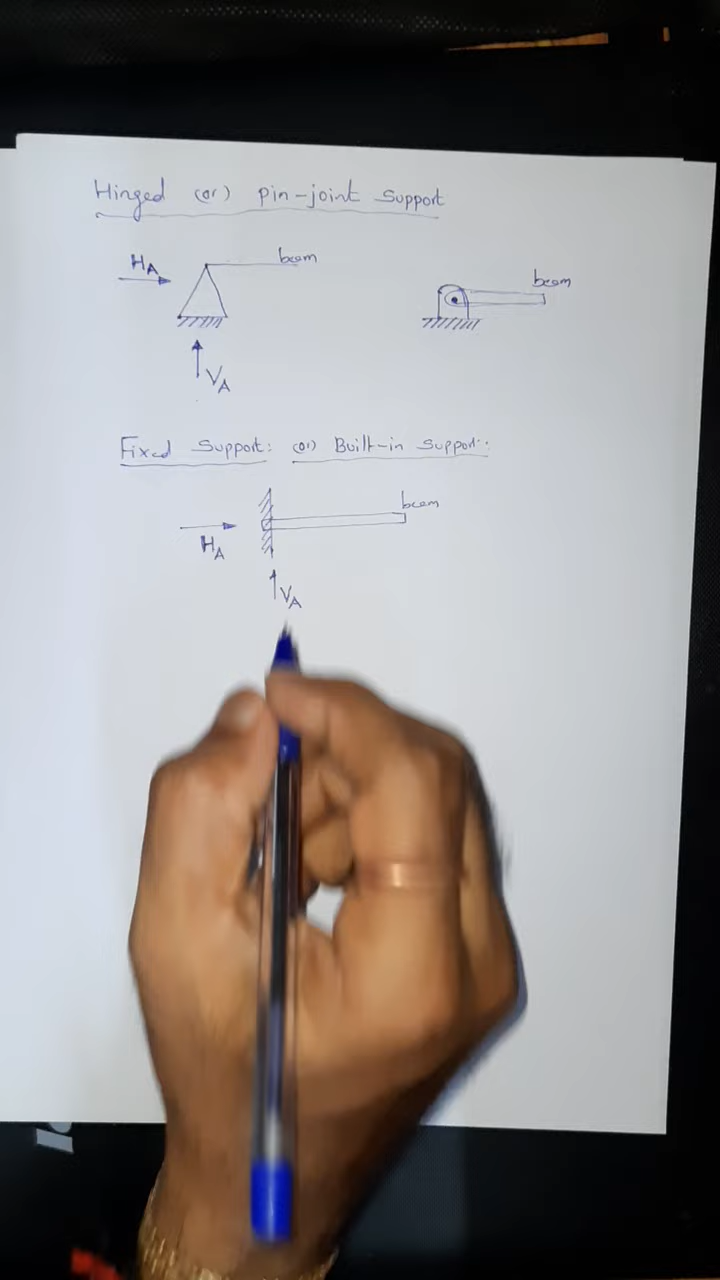 Hinged (or) pin-joint Support
HA
beam
beam
VA
Fixed Support: (or) Built-in Support:
beam
HA
VA